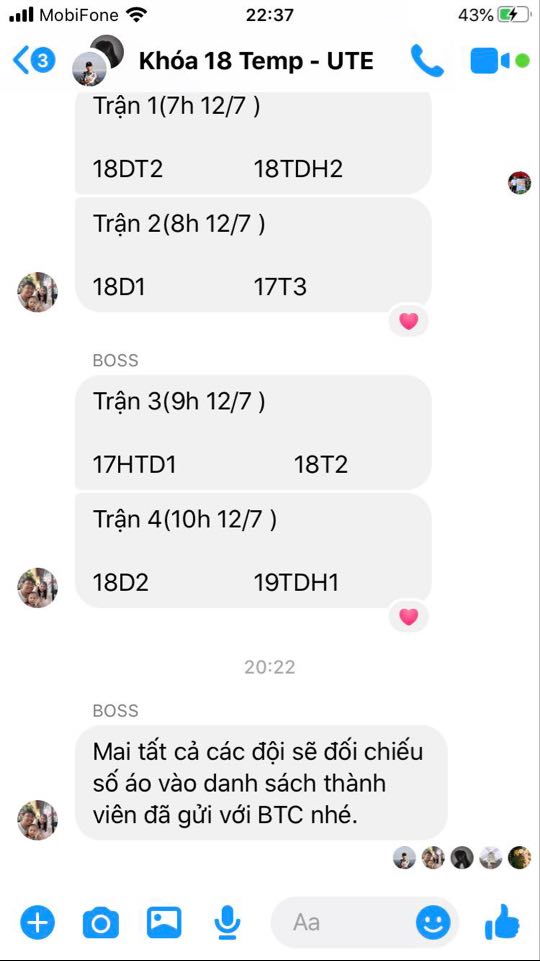 MobiFone 22:37 43%
3 Khóa 18 Temp - UTE
Trận 1(7h 12/7 )
18DT2 18TDH2
Trận 2(8h 12/7 )
18D1 17T3
BOSS
Trận 3(9h 12/7 )
17HTD1 18T2
Trận 4(10h 12/7 )
18D2 19TDH1
20:22
BOSS
Mai tất cả các đội sẽ đối chiếu
số áo vào danh sách thành
viên đã gửi với BTC nhé.
Aa